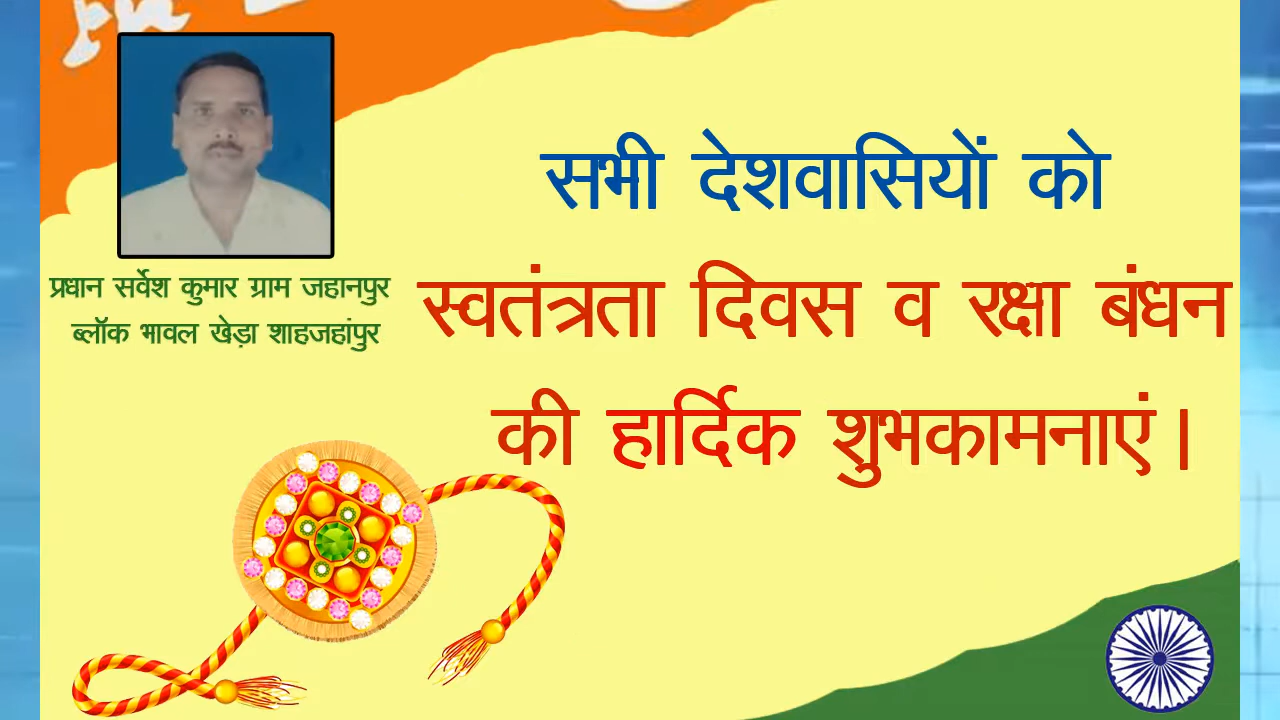 प्रधान सर्वेश कुमार ग्राम जहानपुर
ब्लॉक भावल खेड़ा शाहजहांपुर
सभी देशवासियों को
स्वतंत्रता दिवस व रक्षा बंधन
की हार्दिक शुभकामनाएं।